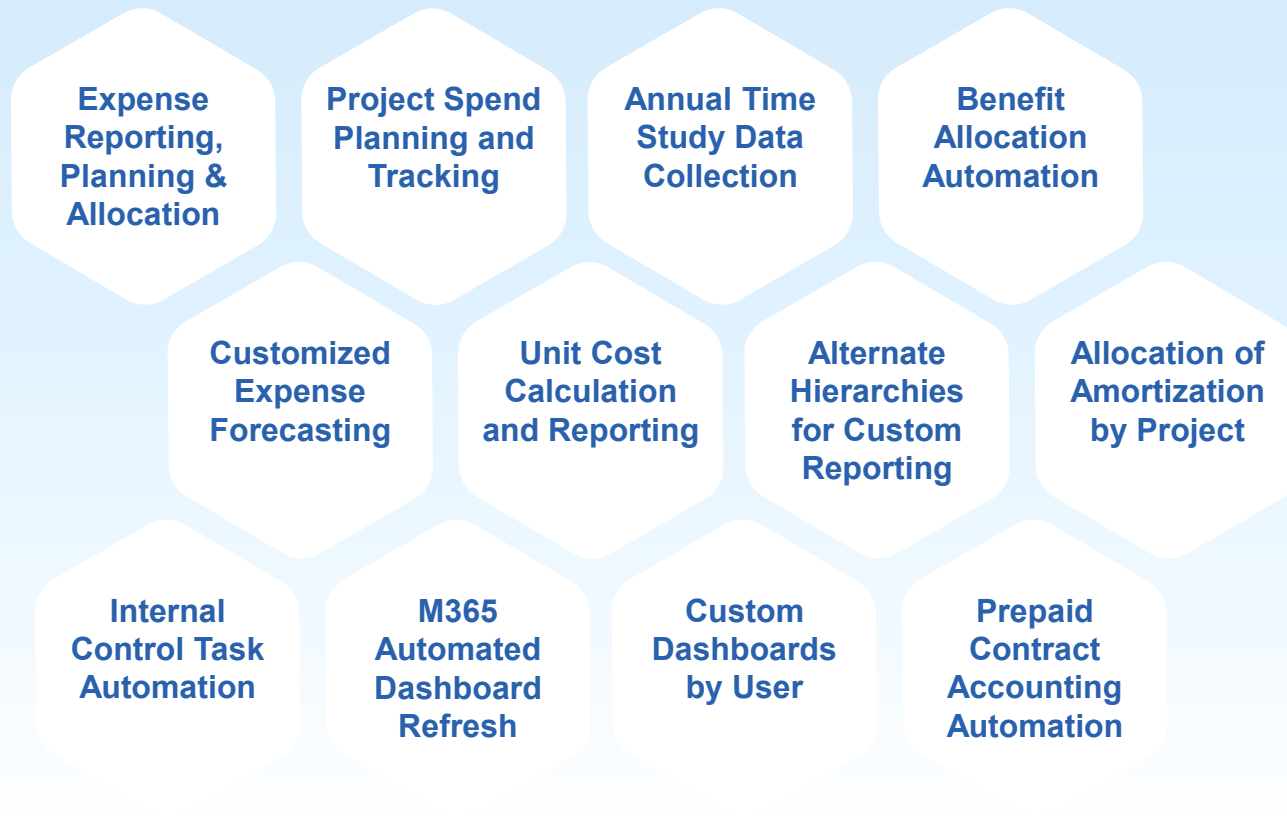 Expense
Reporting,
Planning &
Allocation
Project Spend
Planning and
Tracking
Annual Time
Study Data
Collection
Benefit
Allocation
Automation
Customized
Expense
Forecasting
Unit Cost
Calculation
and Reporting
Alternate
Hierarchies
for Custom
Reporting
Allocation of
Amortization
by Project
Internal
Control Task
Automation
M365
Automated
Dashboard
Refresh
Custom
Dashboards
by User
Prepaid
Contract
Accounting
Automation